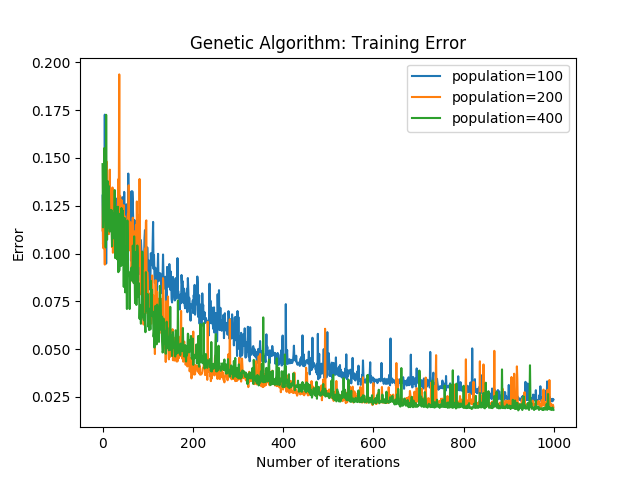 Genetic Algorithm: Training Error
population=100
population=200
population=400
Error
0.200
0.175
0.150
0.125
0.100
0.075
0.050
0.025
0
200
400
600
800
1000
Number of iterations